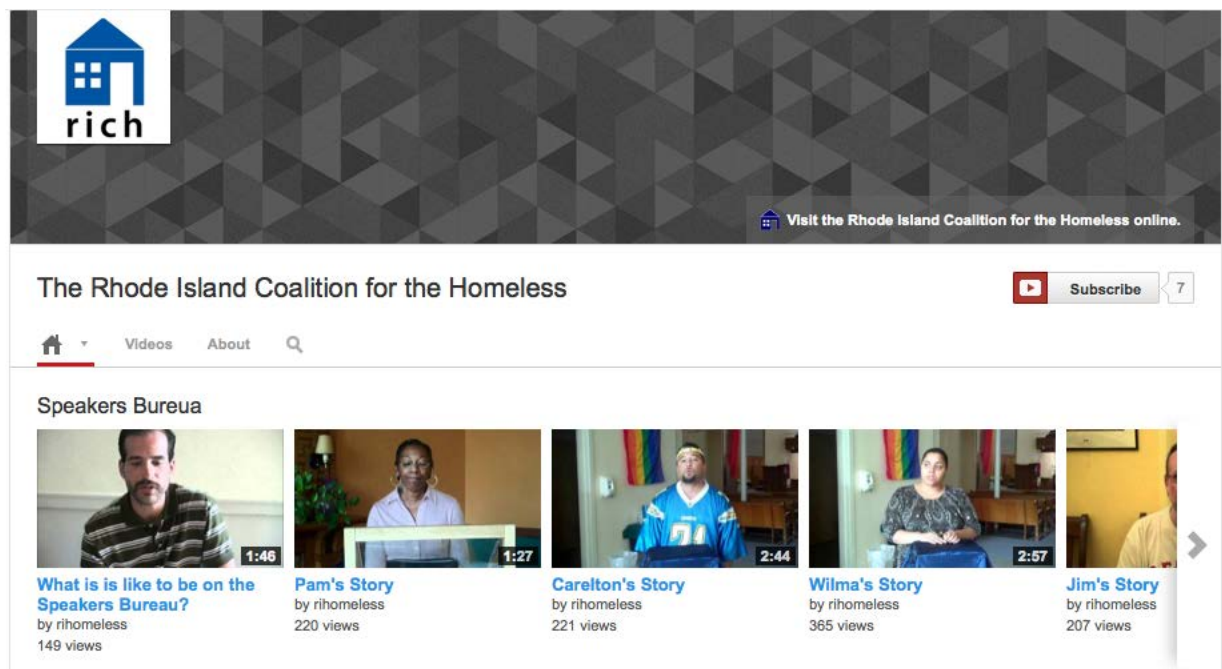 rich
Visit the Rhode Island Coalition for the Homeless online.
The Rhode Island Coalition for the Homeless
Subscribe 7
Videos About
Speakers Bureua
1:46 1:27 2:44 2:57
What is is like to be on the
Speakers Bureau?
by rihomeless
149 views
Pam's Story
by rihomeless
220 views
Carelton's Story
by rihomeless
221 views
Wilma's Story
by rihomeless
365 views
Jim's Story
by rihomeless
207 views
21